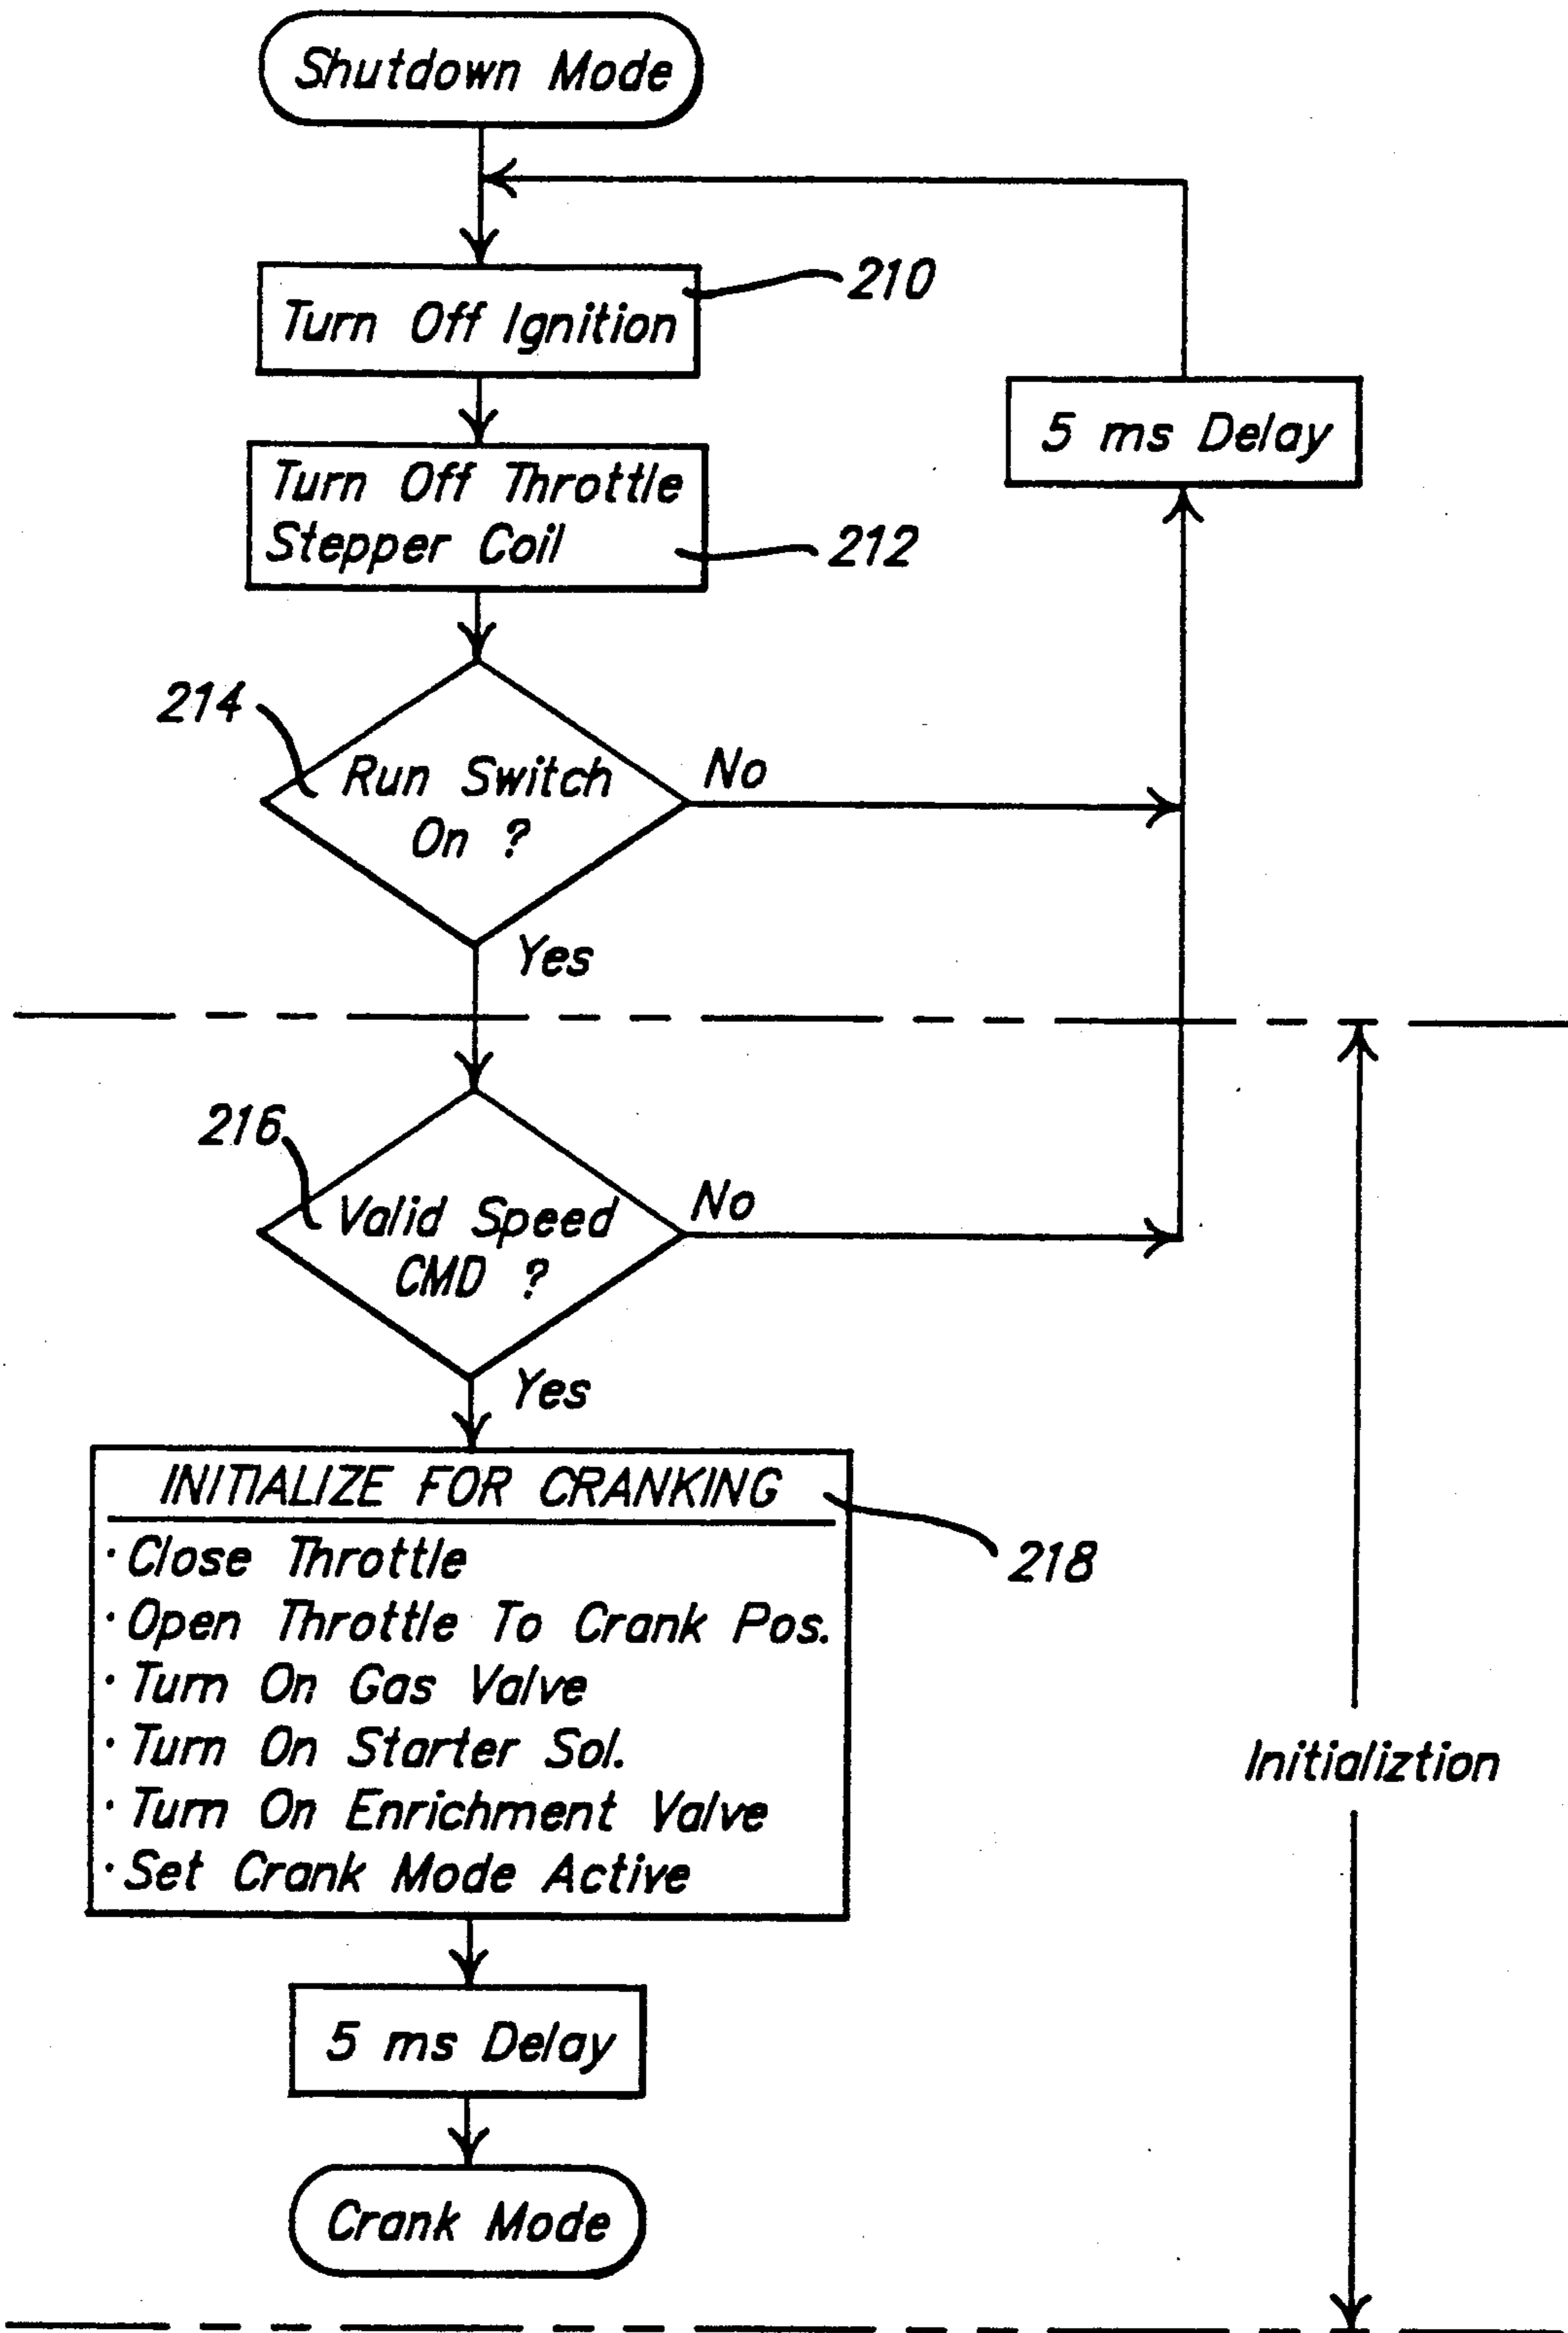 Shutdown Mode
Turn Off Ignition
210
5 ms Delay
Turn Off Throttle
Stepper Coil
212
214
Run Switch
On ?
No
Yes
216
Valid Speed
CMD ?
No
Yes
INITIALIZE FOR CRANKING
· Close Throttle
· Open Throttle To Crank Pos.
· Turn On Gas Valve
· Turn On Starter Sol.
· Turn On Enrichment Valve
· Set Crank Mode Active
218
Initializtion
5 ms Delay
Crank Mode